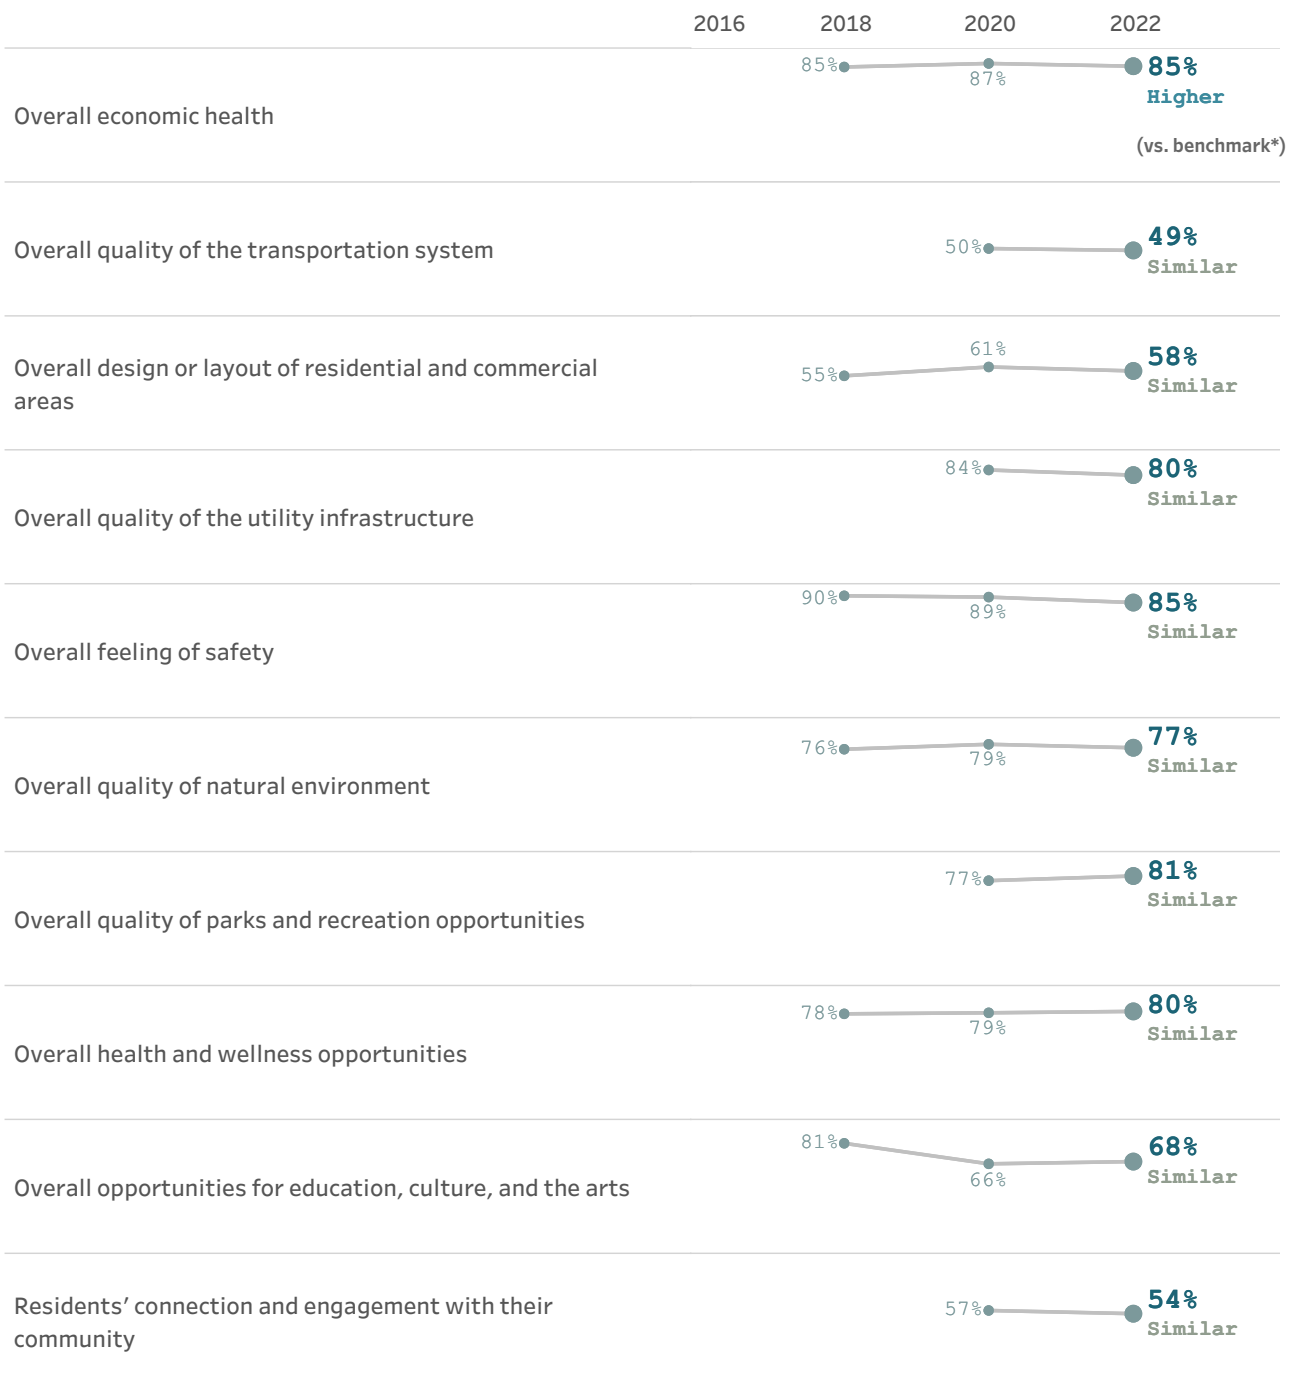 2016 2018 2020 2022
85% 87% 85%
Higher
Overall economic health
(vs. benchmark*)
Overall quality of the transportation system 50% 49%
Similar
61%
Overall design or layout of residential and commercial
areas
55% 58%
Similar
84% 80%
Similar
Overall quality of the utility infrastructure
90% 89% 85%
Similar
Overall feeling of safety
76% 79% 77%
Similar
Overall quality of natural environment
77% 81%
Similar
Overall quality of parks and recreation opportunities
78% 79% 80%
Similar
Overall health and wellness opportunities
81% 66% 68%
Similar
Overall opportunities for education, culture, and the arts
Residents’ connection and engagement with their
community
57% 54%
Similar